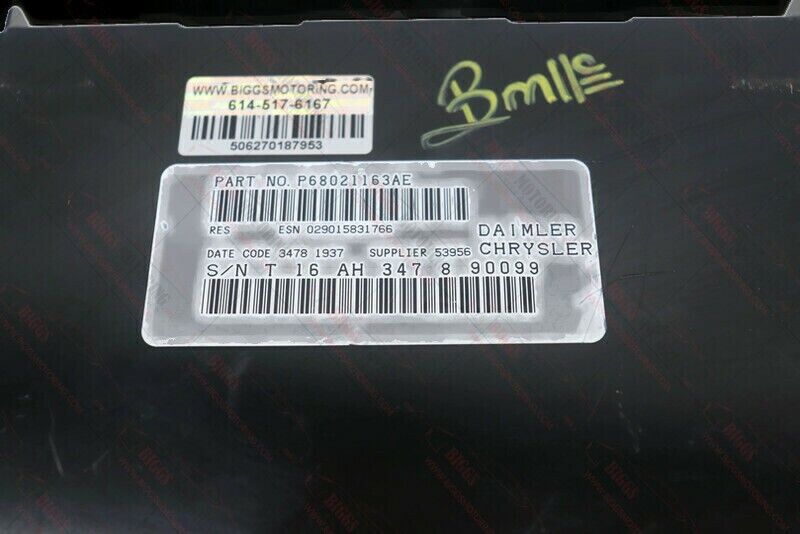 WWW.BIGGSMOTORING.COM
614-517-6167
506270187953
PART NO. P68021163AE
RES ESN 029015831766
DAIMLER
CHRYSLER
DATE CODE 3478 1937 SUPPLIER 53956
S/N T 16 AH 347 8 90099